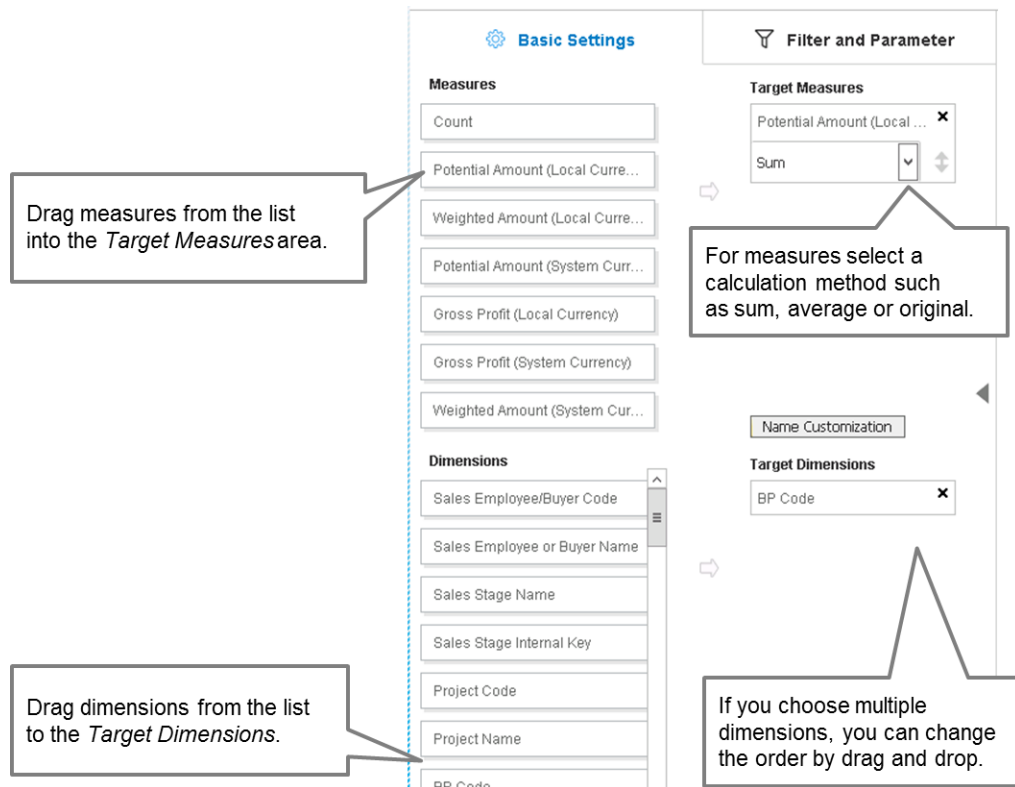 Basic Settings
Filter and Parameter
Measures
Count
Potential Amount (Local Curre...
Weighted Amount (Local Curre...
Potential Amount (System Curr...
Gross Profit (Local Currency)
Gross Profit (System Currency)
Weighted Amount (System Cur...
Dimensions
Sales Employee/Buyer Code
Sales Employee or Buyer Name
Sales Stage Name
Sales Stage Internal Key
Project Code
Project Name
BP Code
Target Measures
Potential Amount (Local ...
Sum
Name Customization
Target Dimensions
BP Code
Drag measures from the list
into the Target Measures area.
For measures select a
calculation method such
as sum, average or original.
Drag dimensions from the list
to the Target Dimensions.
If you choose multiple
dimensions, you can change
the order by drag and drop.